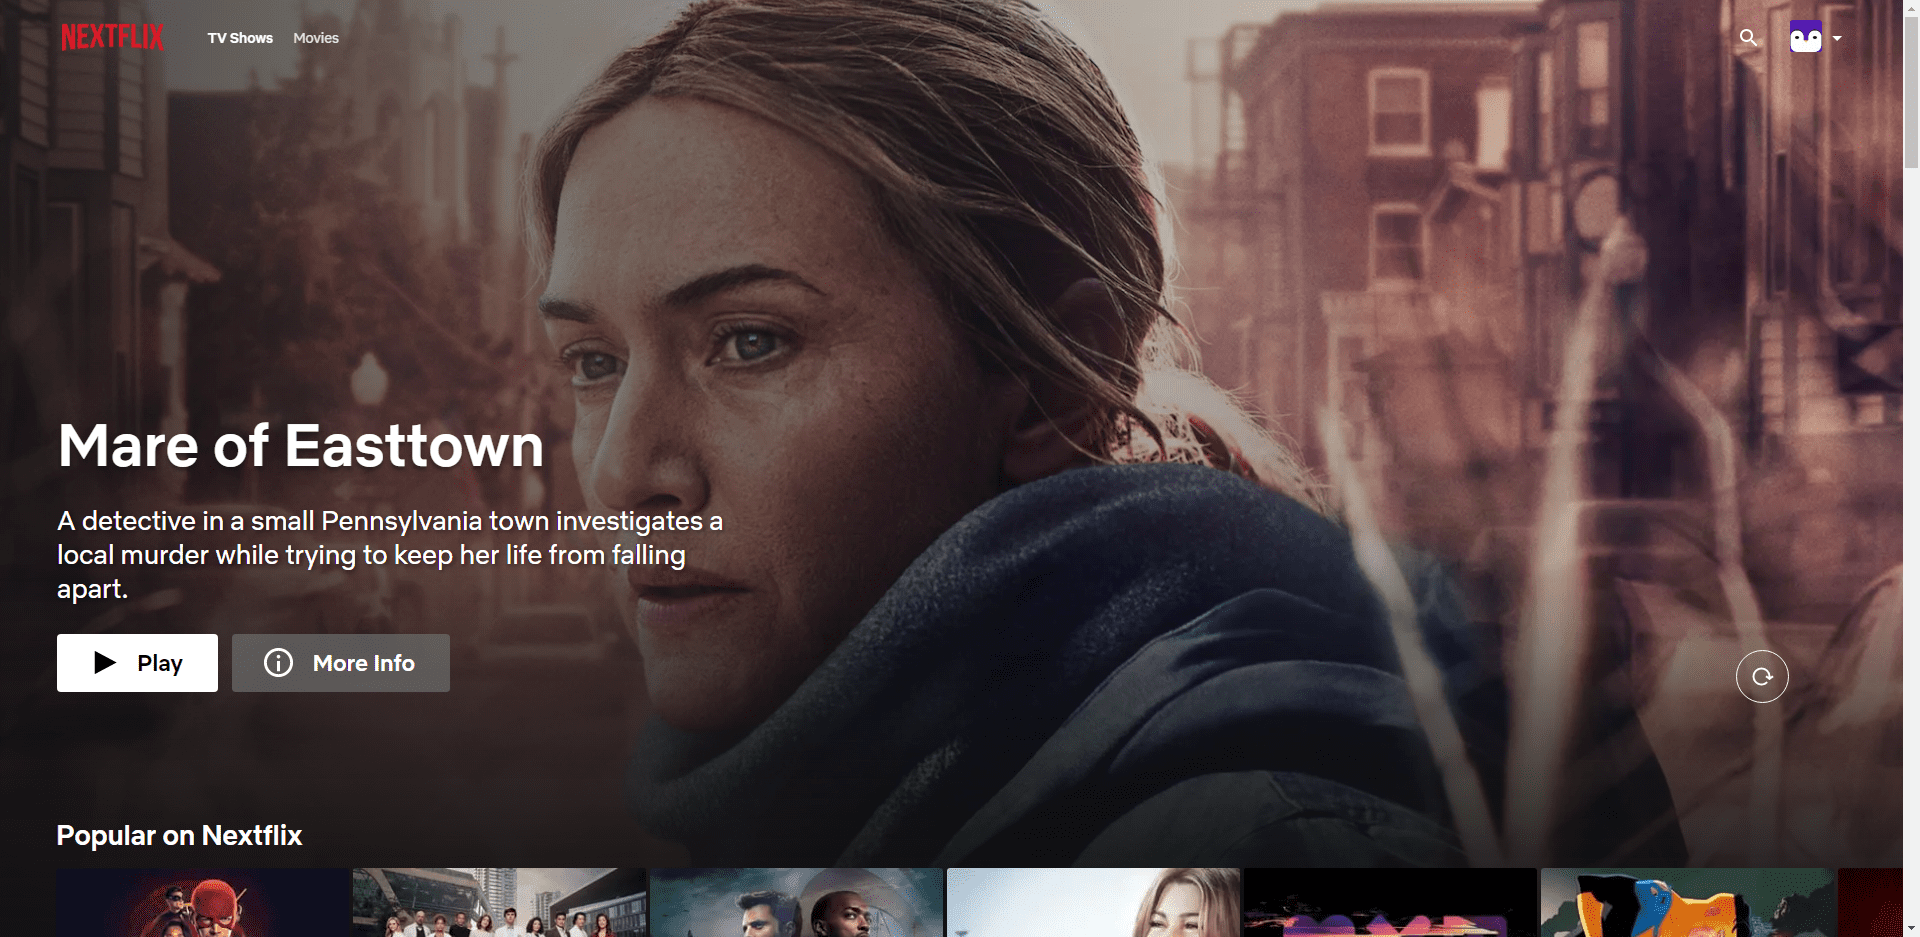 NEXTFLIX
TV Shows
Movies
Mare of Easttown
A detective in a small Pennsylvania town investigates a
local murder while trying to keep her life from falling
apart.
Play
More Info
Popular on Nextflix